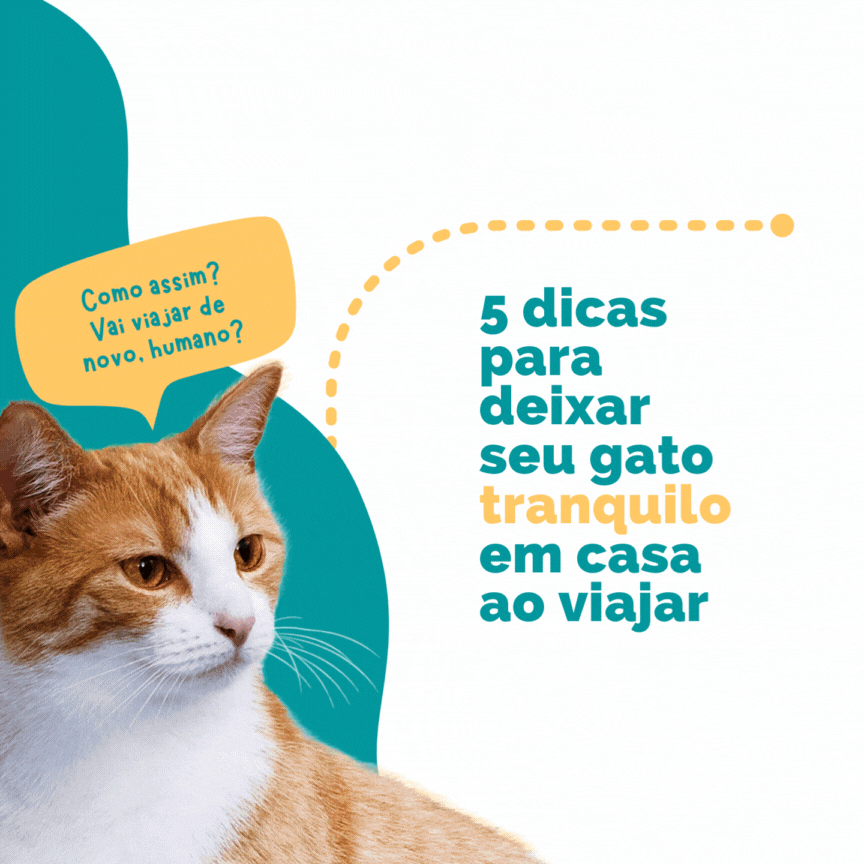 Como assim?
Vai viajar de
novo, humano?
5 dicas
para
deixar
seu gato
tranquilo
em casa
ao viajar